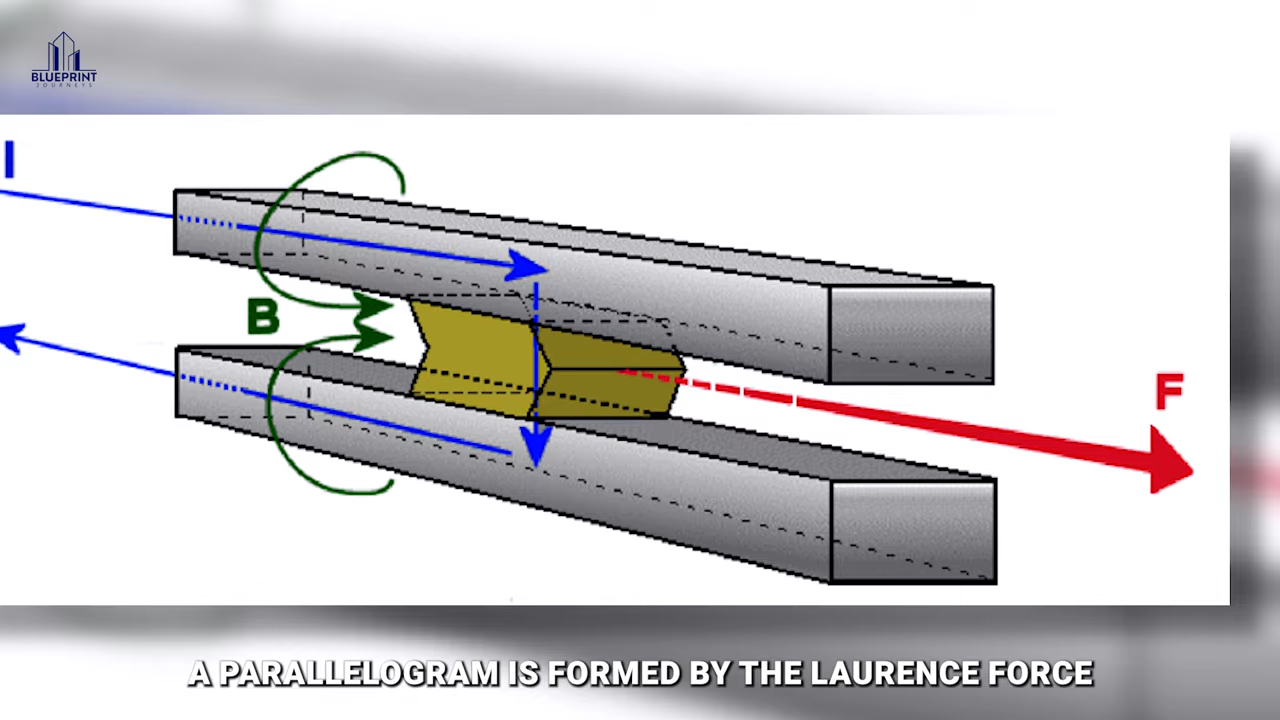 BLUEPRINT
JOURNEYS
I
B
F
A PARALLELOGRAM IS FORMED BY THE LAURENCE FORCE